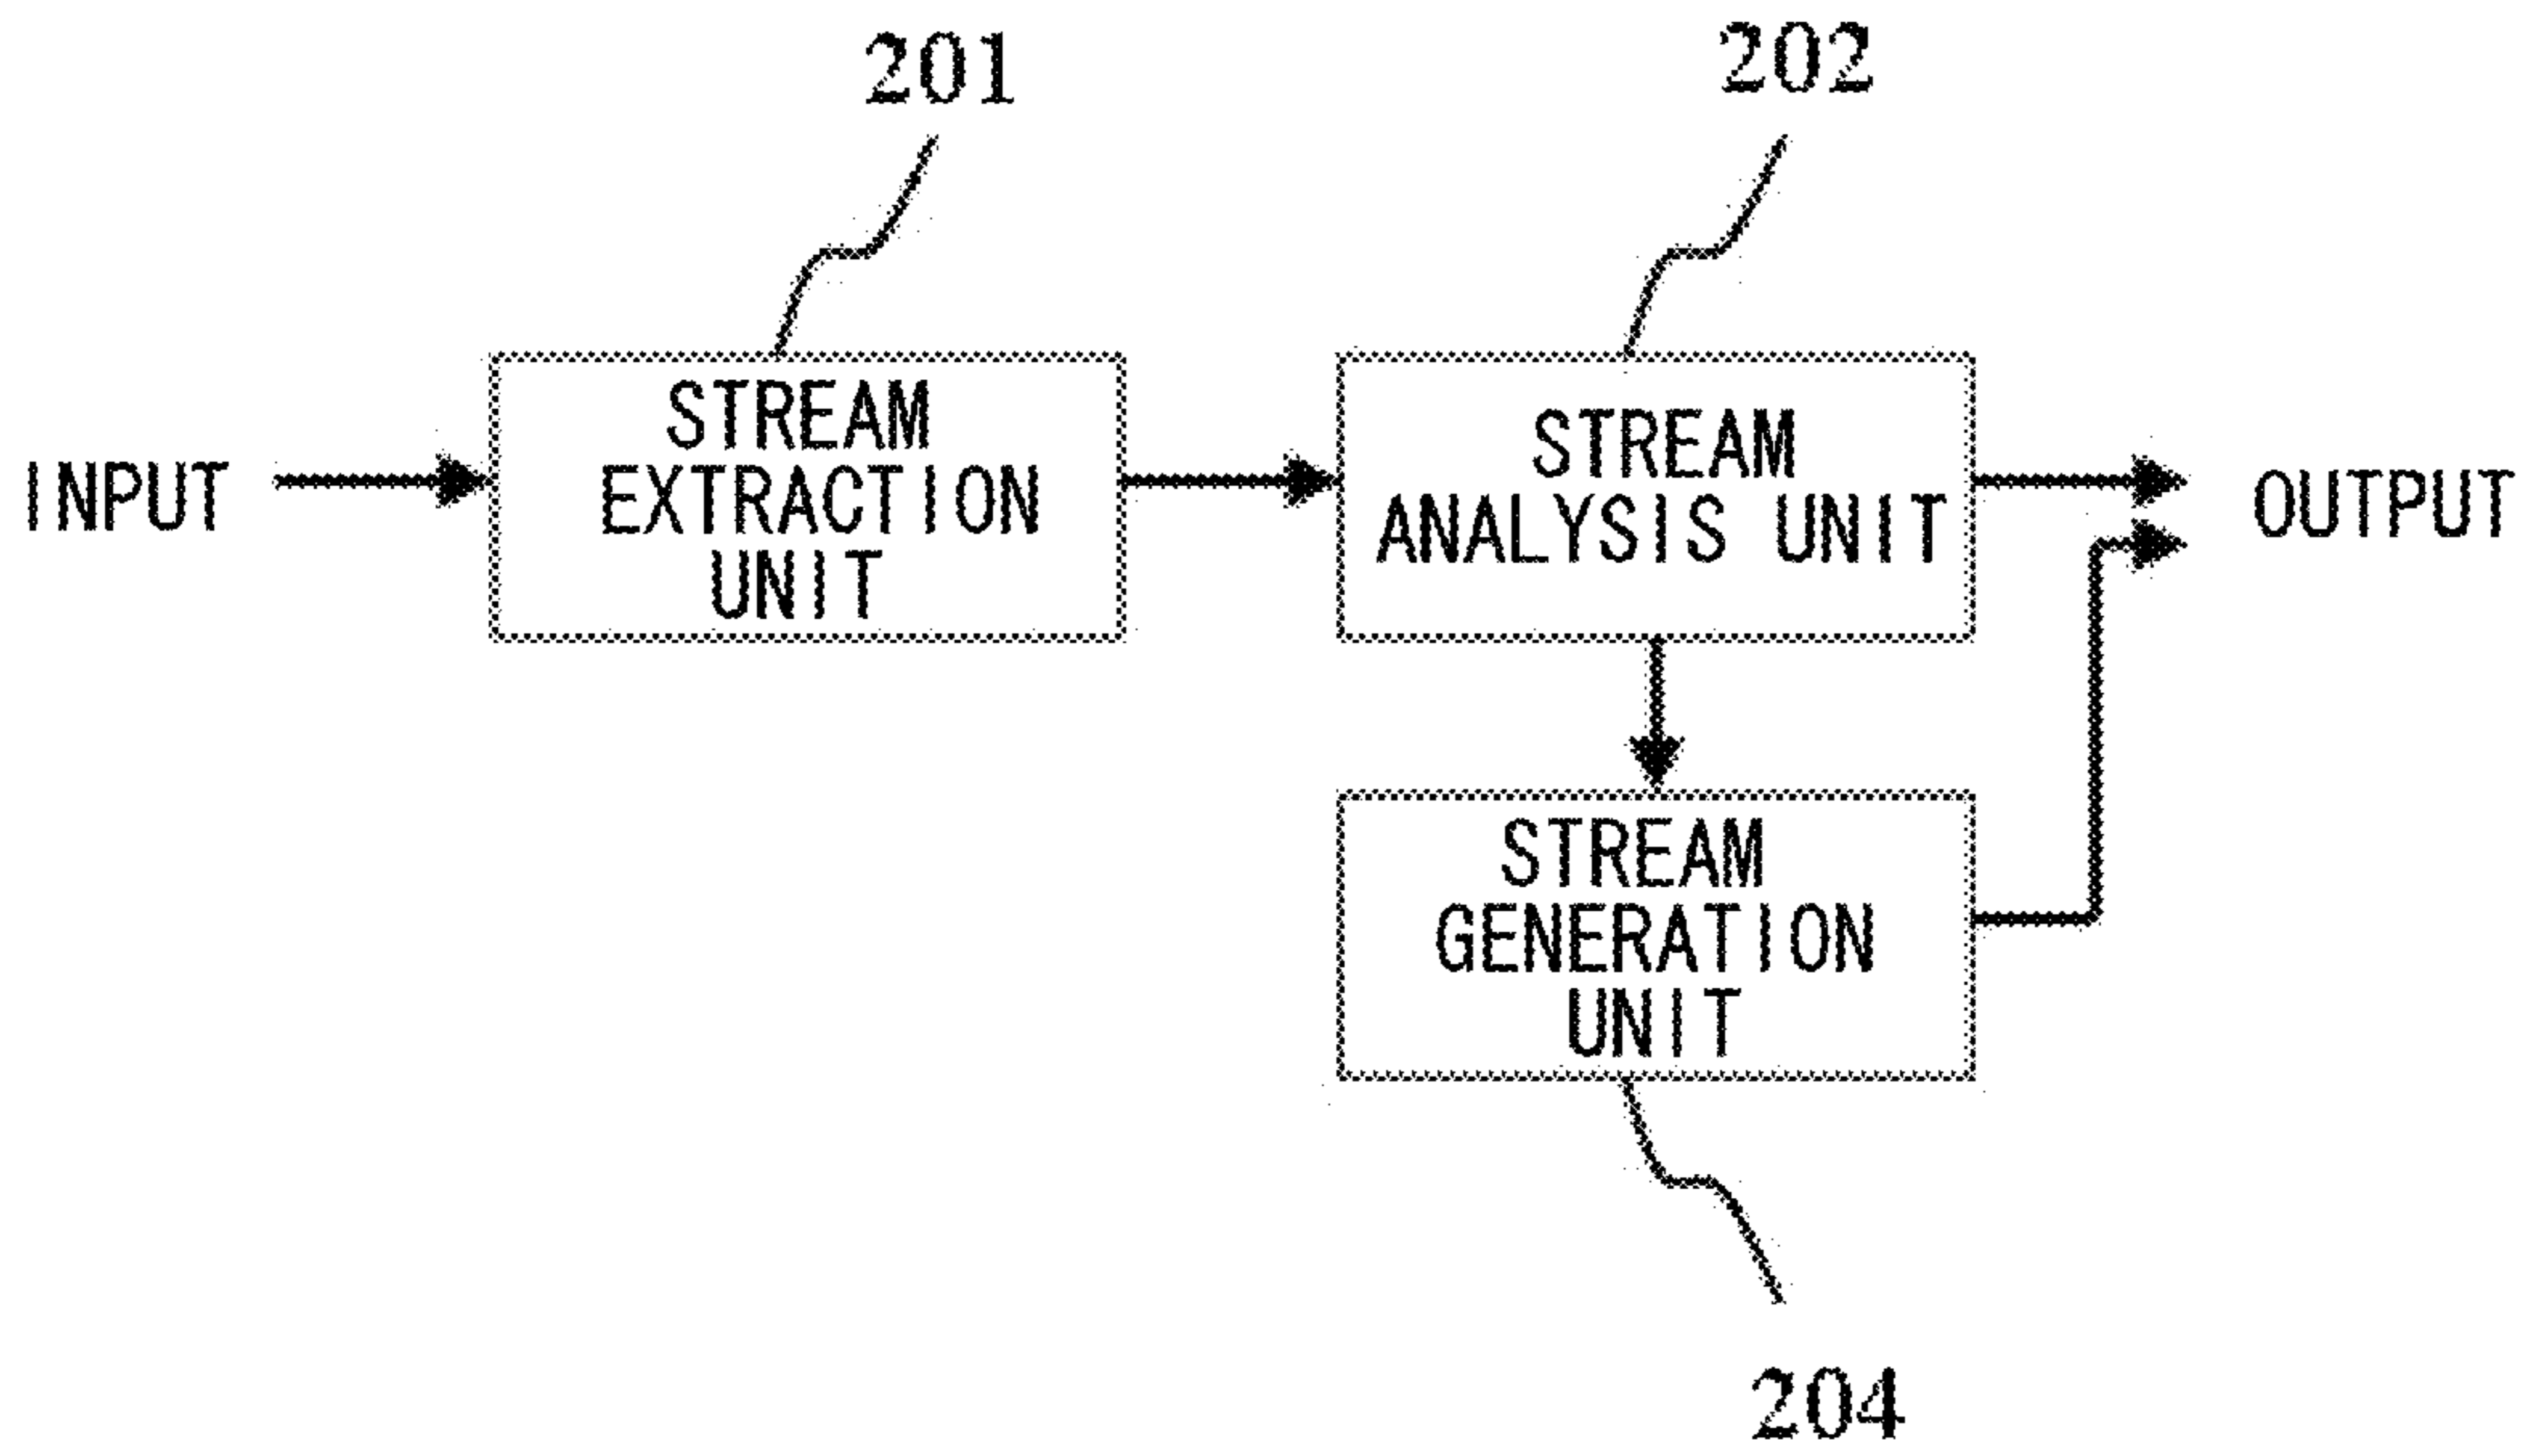 201
202
INPUT
STREAM
EXTRACTION
UNIT
STREAM
ANALYSIS UNIT
OUTPUT
STREAM
GENERATION
UNIT
204